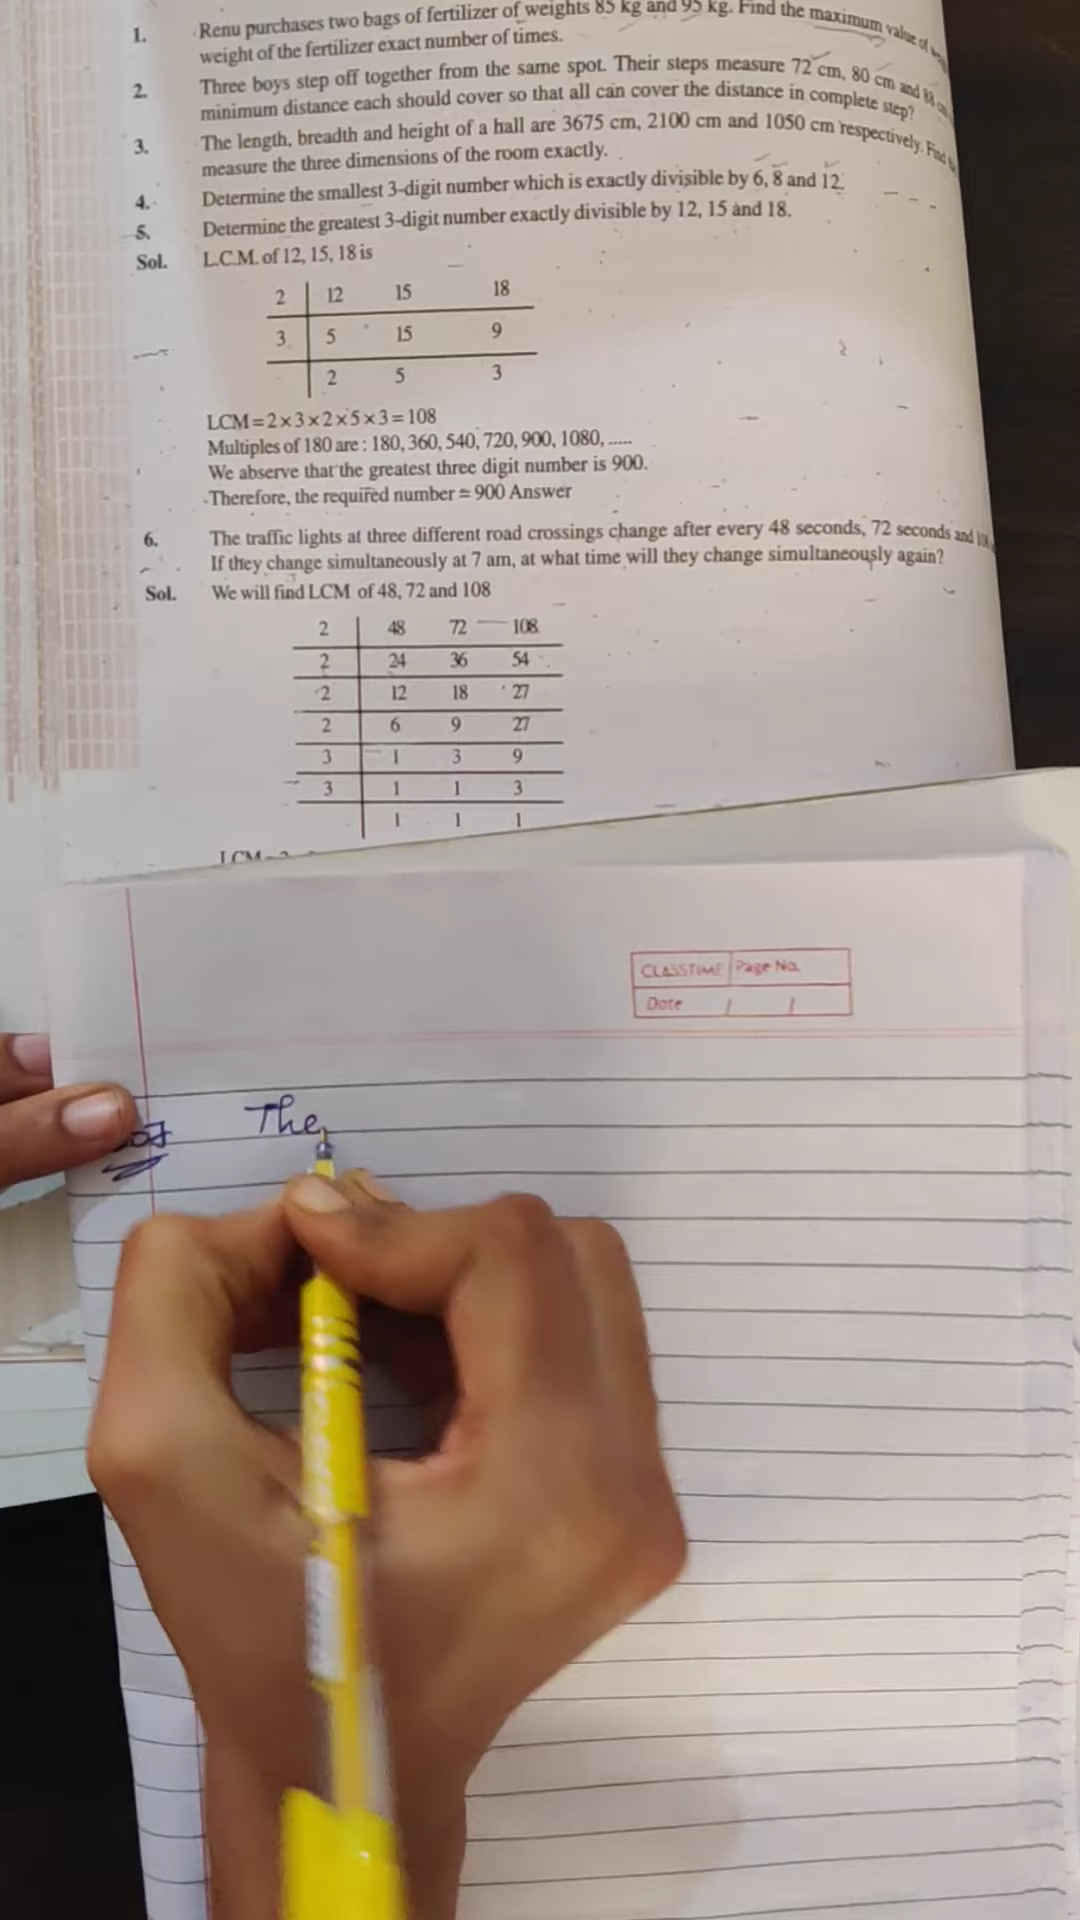 1. Renu purchases two bags of fertilizer of weights 85 kg and 95 kg. Find the maximum value of
weight of the fertilizer exact number of times.
2. Three boys step off together from the same spot. Their steps measure 72 cm, 80 cm and 88
minimum distance each should cover so that all can cover the distance in complete step?
3. The length, breadth and height of a hall are 3675 cm, 2100 cm and 1050 cm respectively. Find
measure the three dimensions of the room exactly.
4. Determine the smallest 3-digit number which is exactly divisible by 6, 8 and 12.
5. Determine the greatest 3-digit number exactly divisible by 12, 15 and 18.
Sol. L.C.M. of 12, 15, 18 is
2 12 15 18
3 5 15 9
2 5 3
LCM = 2×3×2×5×3 = 108
Multiples of 180 are : 180, 360, 540, 720, 900, 1080, .....
We abserve that the greatest three digit number is 900.
Therefore, the required number = 900 Answer
6. The traffic lights at three different road crossings change after every 48 seconds, 72 seconds and
If they change simultaneously at 7 am, at what time will they change simultaneously again?
Sol. We will find LCM of 48, 72 and 108
2 48 72 108
2 24 36 54
2 12 18 27
2 6 9 27
3 1 3 9
3 1 1 3
1 1 1
LCM
CLASSTIME Page No.
Date / /
The